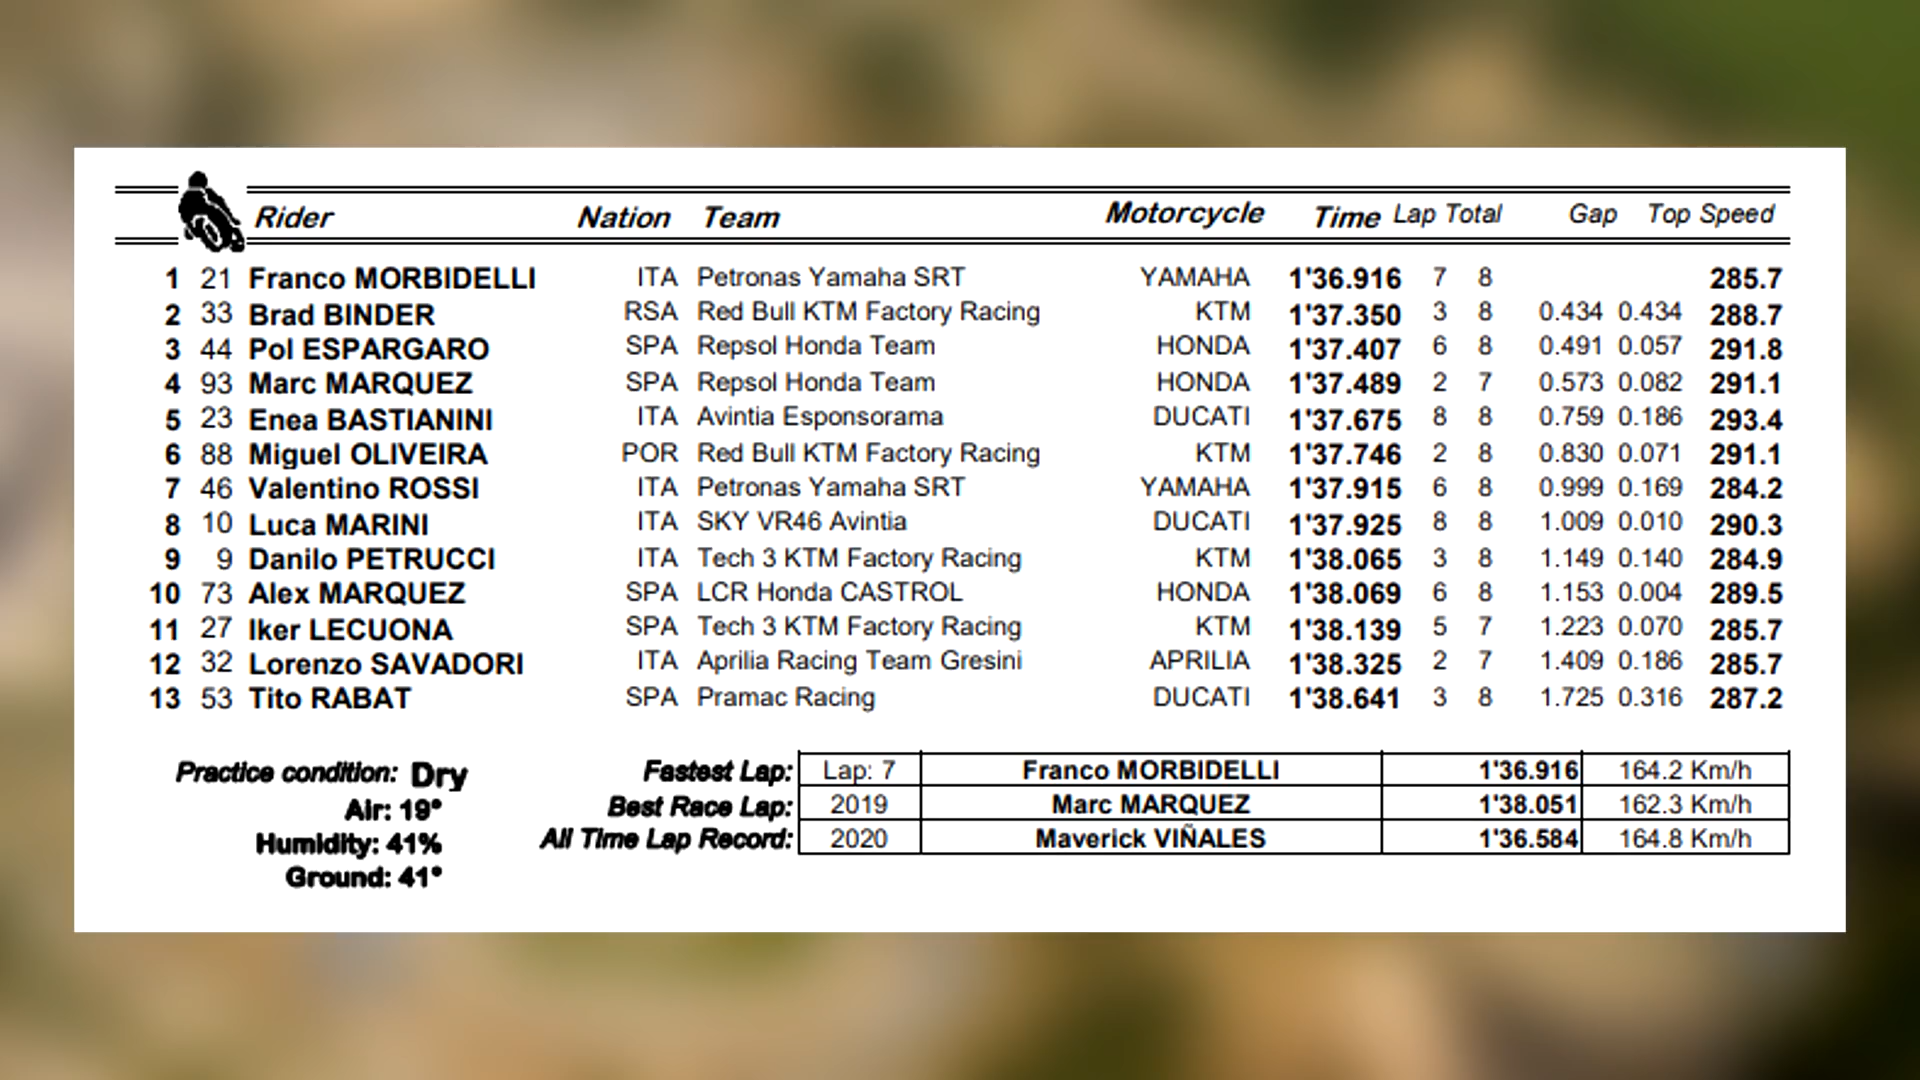 Rider Nation Team Motorcycle Time Lap Total Gap Top Speed
1 21 Franco MORBIDELLI ITA Petronas Yamaha SRT YAMAHA 1'36.916 7 8 285.7
2 33 Brad BINDER RSA Red Bull KTM Factory Racing KTM 1'37.350 3 8 0.434 0.434 288.7
3 44 Pol ESPARGARO SPA Repsol Honda Team HONDA 1'37.407 6 8 0.491 0.057 291.8
4 93 Marc MARQUEZ SPA Repsol Honda Team HONDA 1'37.489 2 7 0.573 0.082 291.1
5 23 Enea BASTIANINI ITA Avintia Esponsorama DUCATI 1'37.675 8 8 0.759 0.186 293.4
6 88 Miguel OLIVEIRA POR Red Bull KTM Factory Racing KTM 1'37.746 2 8 0.830 0.071 291.1
7 46 Valentino ROSSI ITA Petronas Yamaha SRT YAMAHA 1'37.915 6 8 0.999 0.169 284.2
8 10 Luca MARINI ITA SKY VR46 Avintia DUCATI 1'37.925 8 8 1.009 0.010 290.3
9 9 Danilo PETRUCCI ITA Tech 3 KTM Factory Racing KTM 1'38.065 3 8 1.149 0.140 284.9
10 73 Alex MARQUEZ SPA LCR Honda CASTROL HONDA 1'38.069 6 8 1.153 0.004 289.5
11 27 Iker LECUONA SPA Tech 3 KTM Factory Racing KTM 1'38.139 5 7 1.223 0.070 285.7
12 32 Lorenzo SAVADORI ITA Aprilia Racing Team Gresini APRILIA 1'38.325 2 7 1.409 0.186 285.7
13 53 Tito RABAT SPA Pramac Racing DUCATI 1'38.641 3 8 1.725 0.316 287.2
Practice condition: Dry
Air: 19°
Humidity: 41%
Ground: 41°
Fastest Lap: Lap: 7 Franco MORBIDELLI 1'36.916 164.2 Km/h
Best Race Lap: 2019 Marc MARQUEZ 1'38.051 162.3 Km/h
All Time Lap Record: 2020 Maverick VIÑALES 1'36.584 164.8 Km/h